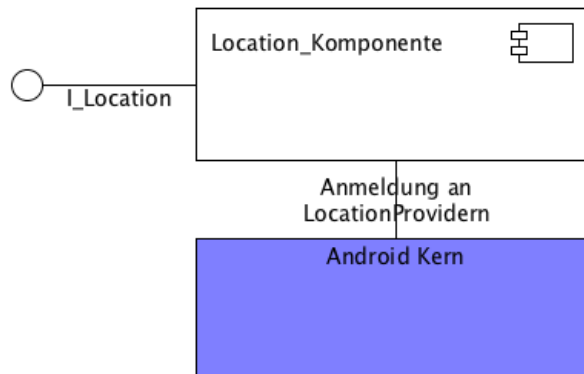 Location_Komponente
I_Location
Anmeldung an
LocationProvidern
Android Kern